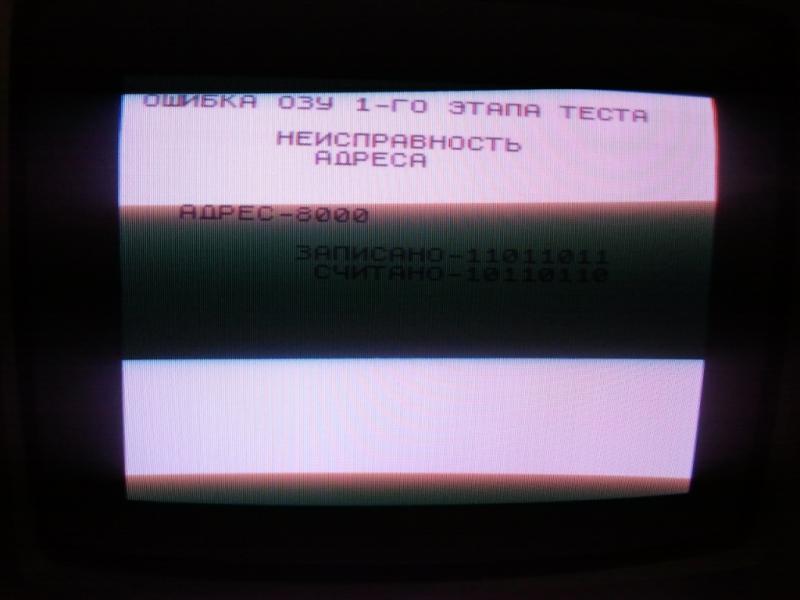 ОШИБКА ОЗУ 1-ГО ЭТАПА ТЕСТА
НЕИСПРАВНОСТЬ
АДРЕСА
АДРЕС-8000
ЗАПИСАНО-11011011
СЧИТАНО-10110110